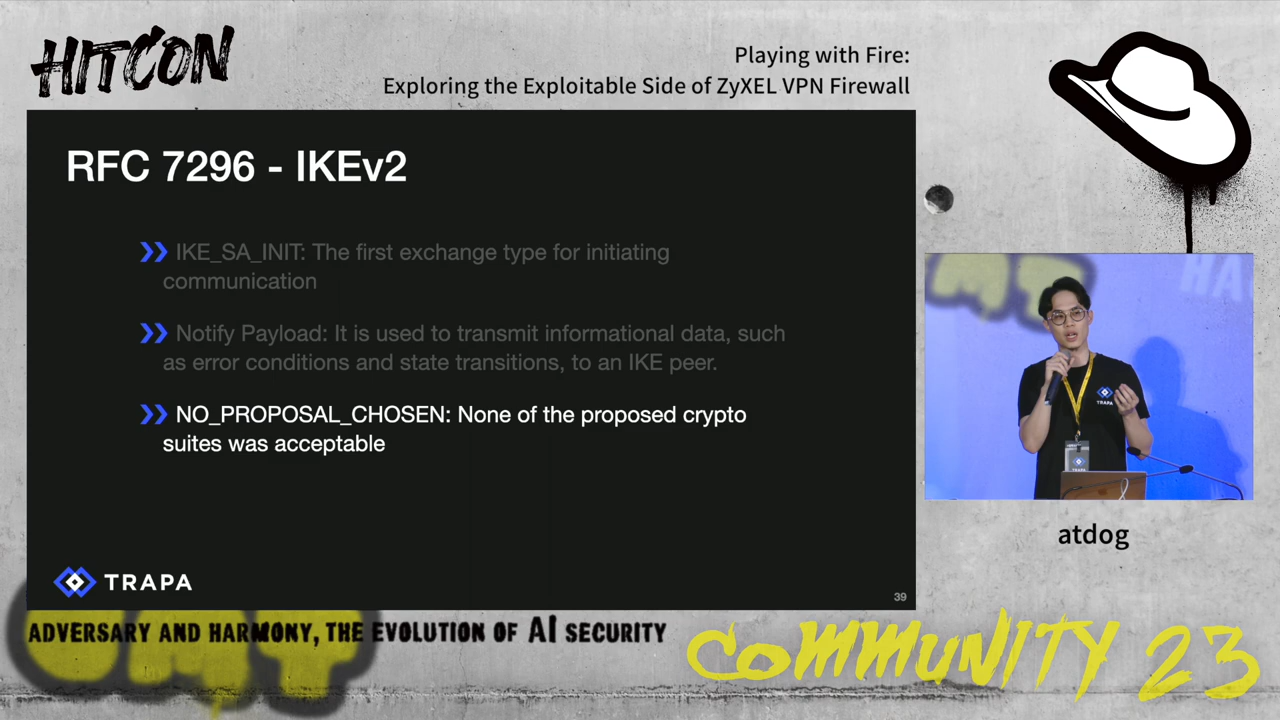 HITCON
Playing with Fire:
Exploring the Exploitable Side of ZyXEL VPN Firewall
RFC 7296 - IKEv2
IKE_SA_INIT: The first exchange type for initiating
communication
Notify Payload: It is used to transmit informational data, such
as error conditions and state transitions, to an IKE peer.
NO_PROPOSAL_CHOSEN: None of the proposed crypto
suites was acceptable
TRAPA
39
HA
TRAPA
TRAPA
atdog
ADVERSARY AND HARMONY, THE EVOLUTION OF AI SECURITY
COMMUNITY 23